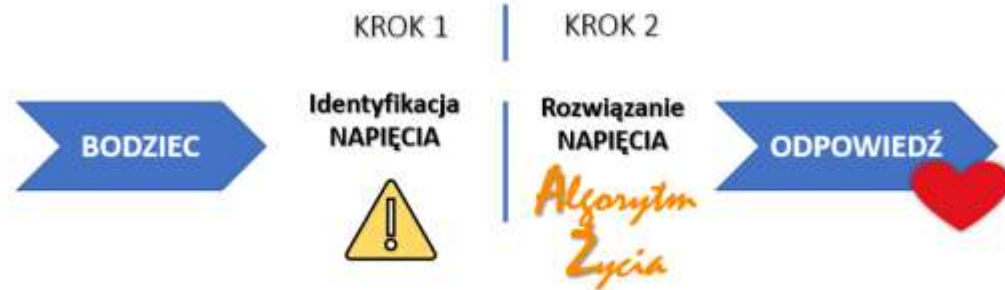 KROK 1
KROK 2
BODZIEC
Identyfikacja
NAPIĘCIA
Rozwiązanie
NAPIĘCIA
Algorytm
Życia
ODPOWIEDŹ